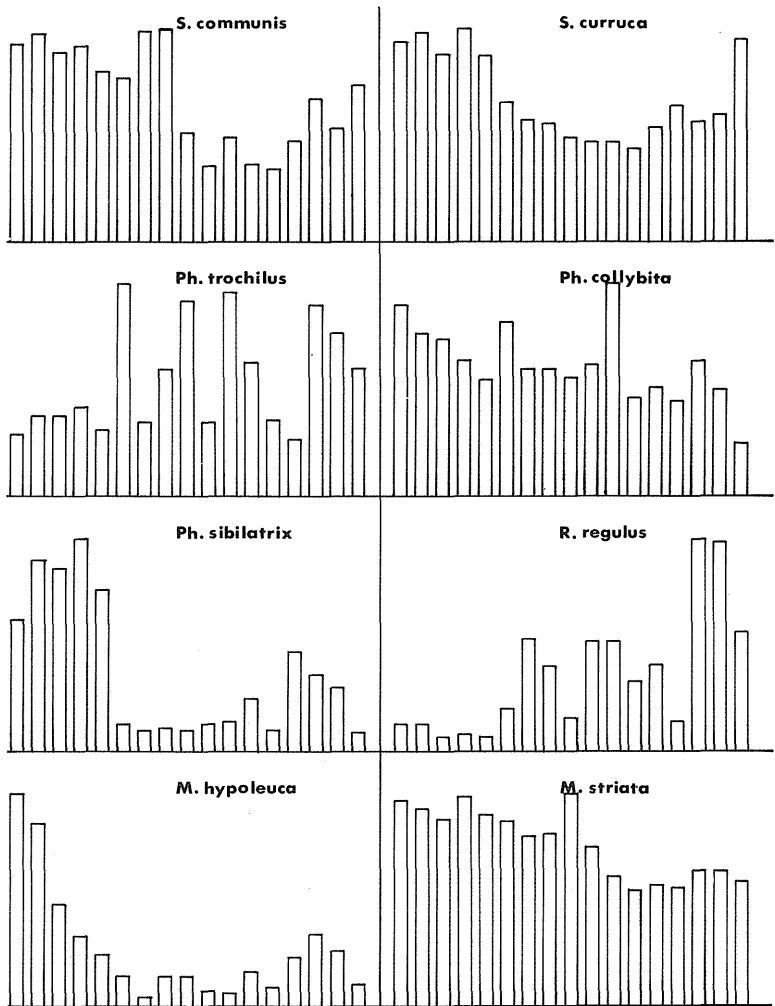 S. communis
S. curruca
Ph. trochilus
Ph. collybita
Ph. sibilatrix
R. regulus
M. hypoleuca
M. striata